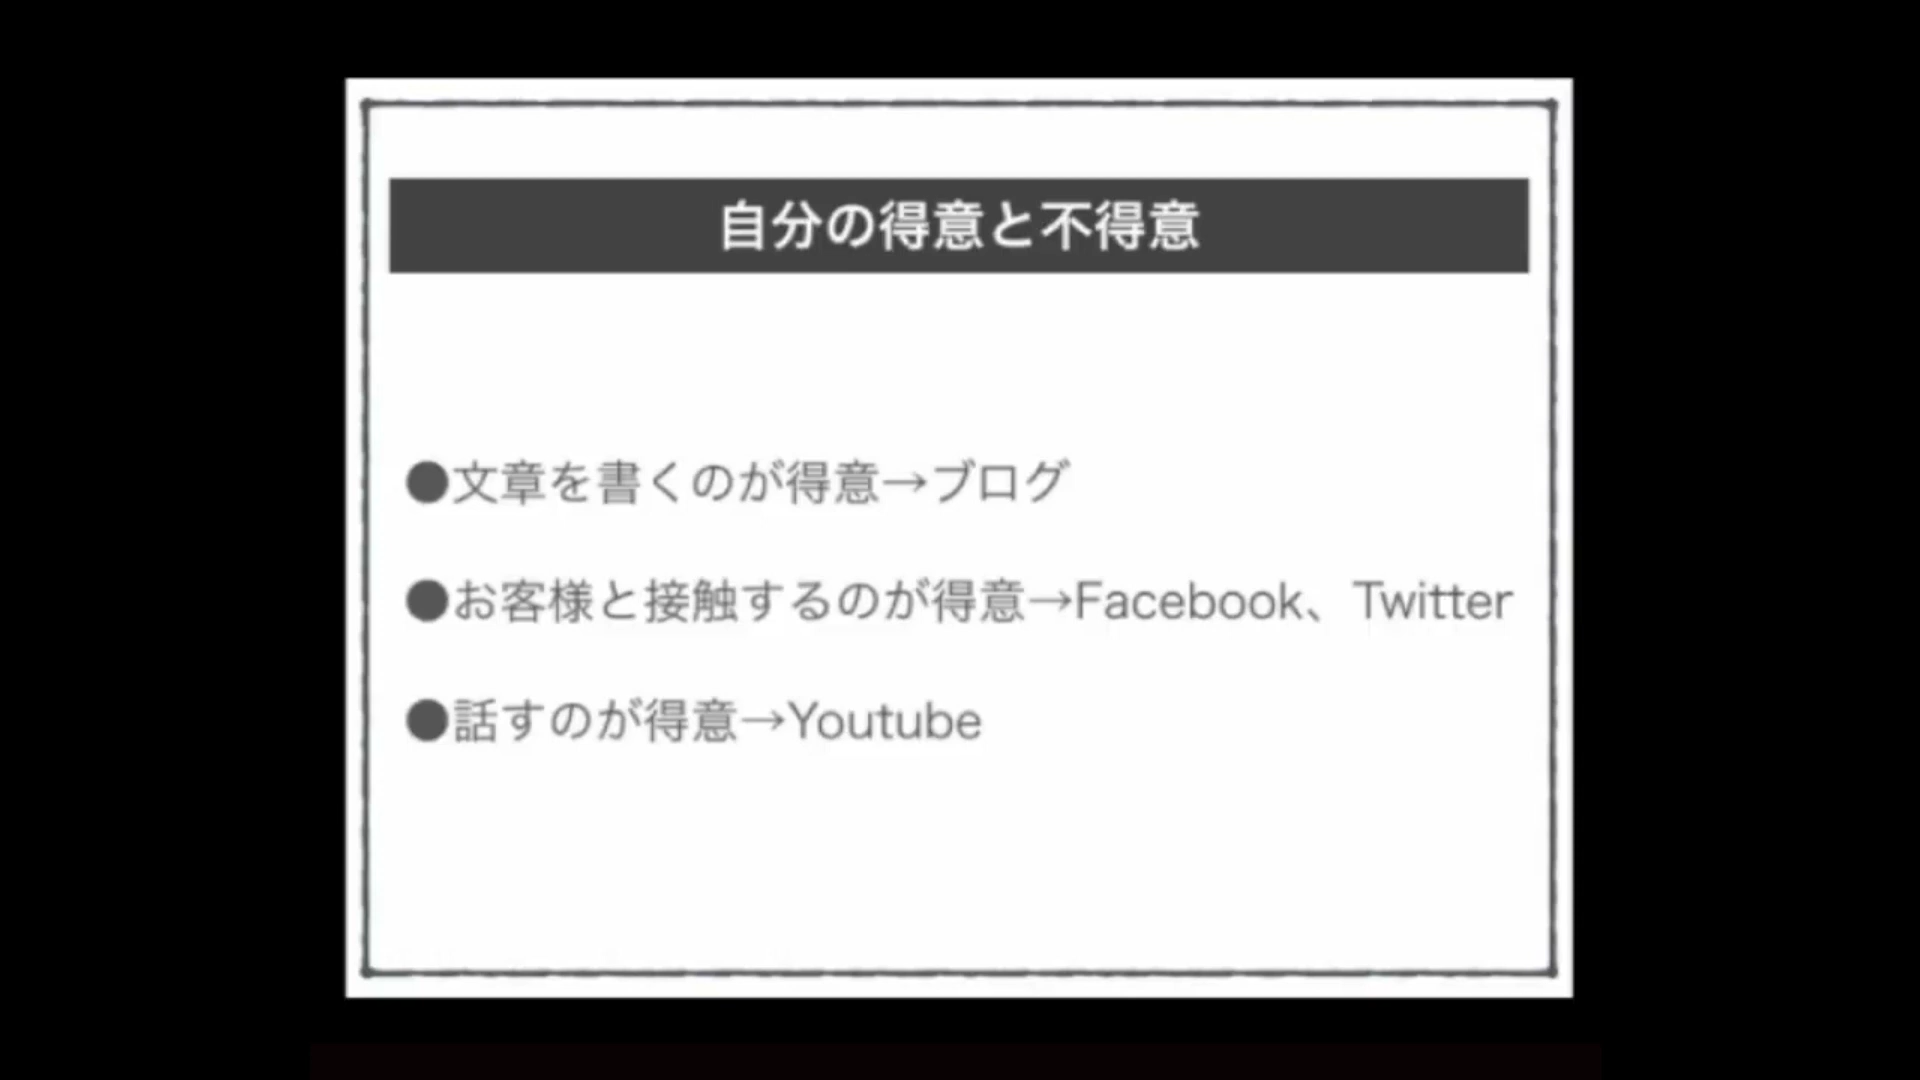 自分の得意と不得意
●文章を書くのが得意→ブログ
●お客様と接触するのが得意→Facebook、Twitter
●話すのが得意→Youtube